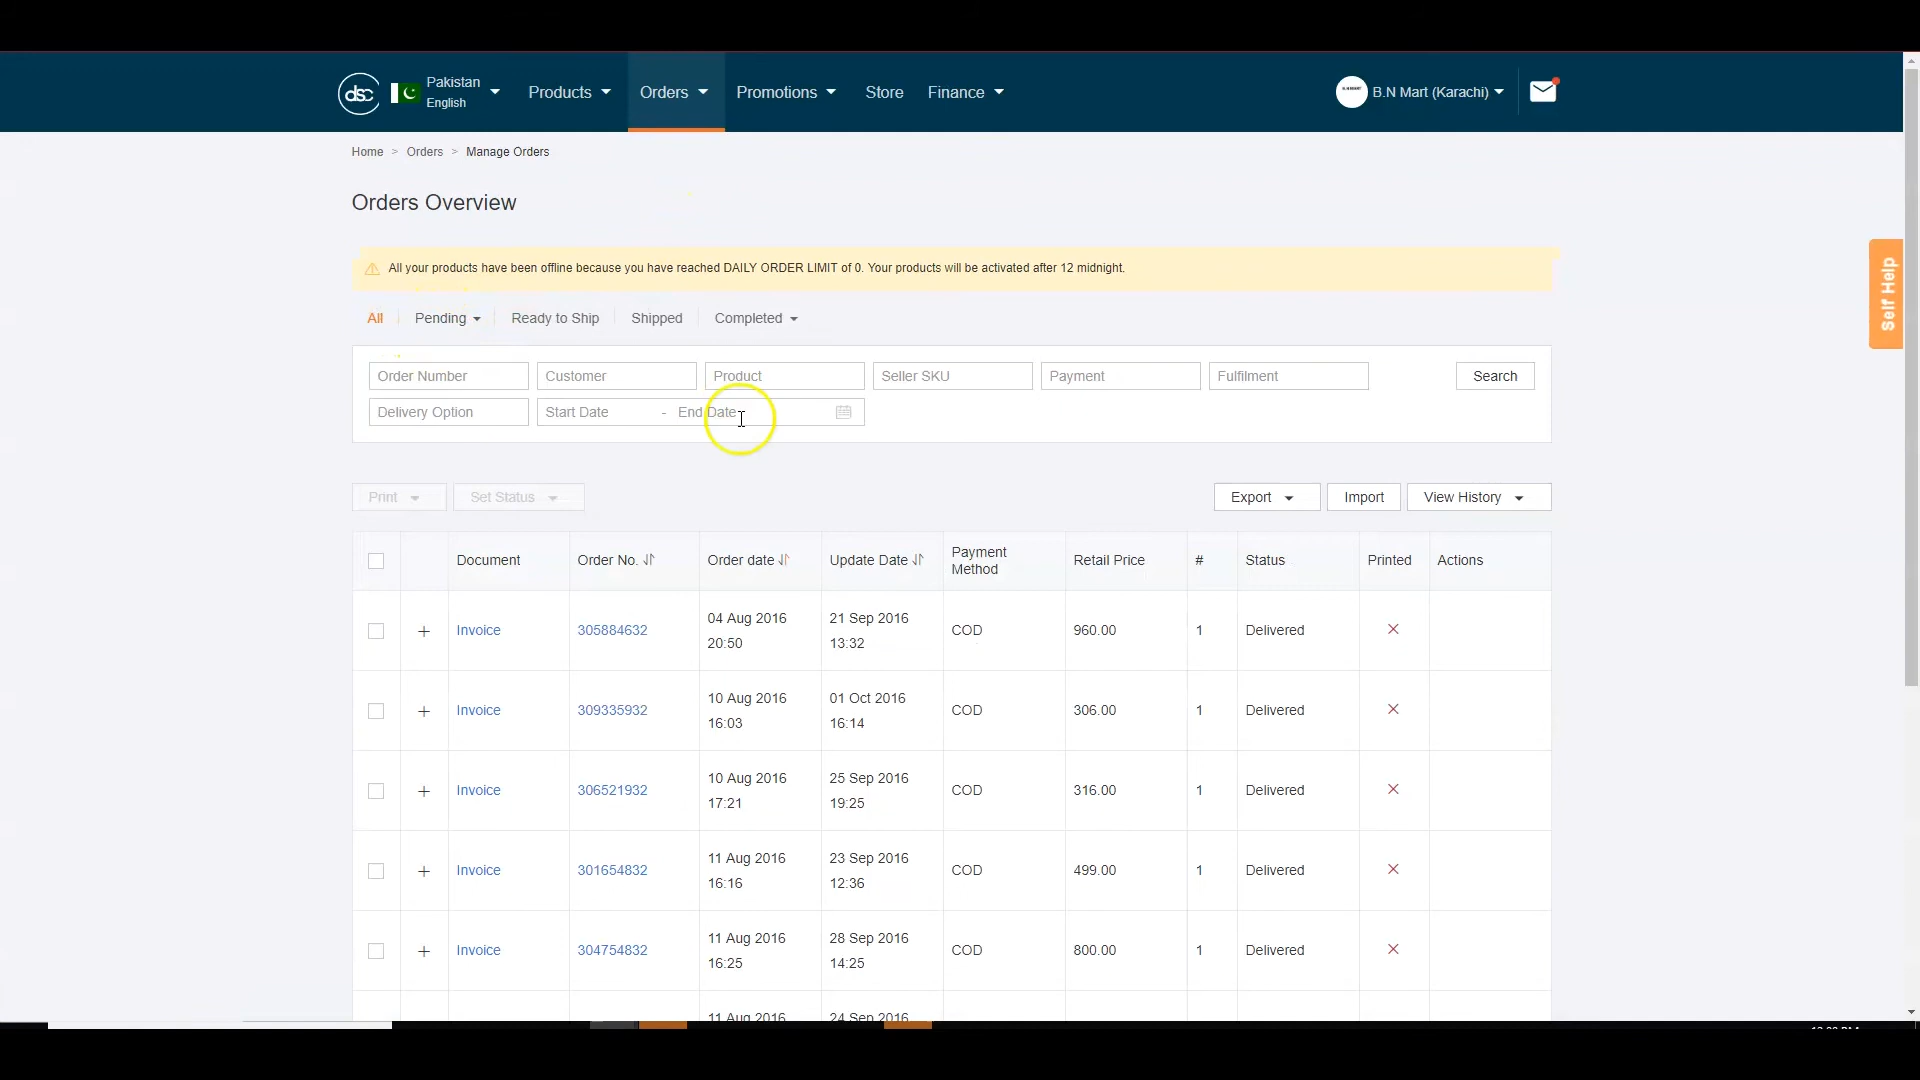 dsc
Pakistan
English
Products
Orders
Promotions
Store
Finance
B.N Mart (Karachi)
Home > Orders > Manage Orders
Orders Overview
All your products have been offline because you have reached DAILY ORDER LIMIT of 0. Your products will be activated after 12 midnight.
Self Help
All
Pending
Ready to Ship
Shipped
Completed
Order Number
Customer
Product
Seller SKU
Payment
Fulfilment
Search
Delivery Option
Start Date - End Date
Print
Set Status
Export
Import
View History
Document
Order No.
Order date
Update Date
Payment
Method
Retail Price
#
Status
Printed
Actions
Invoice
305884632
04 Aug 2016
20:50
21 Sep 2016
13:32
COD
960.00
1
Delivered
Invoice
309335932
10 Aug 2016
16:03
01 Oct 2016
16:14
COD
306.00
1
Delivered
Invoice
306521932
10 Aug 2016
17:21
25 Sep 2016
19:25
COD
316.00
1
Delivered
Invoice
301654832
11 Aug 2016
16:16
23 Sep 2016
12:36
COD
499.00
1
Delivered
Invoice
304754832
11 Aug 2016
16:25
28 Sep 2016
14:25
COD
800.00
1
Delivered
11 Aug 2016
24 Sep 2016